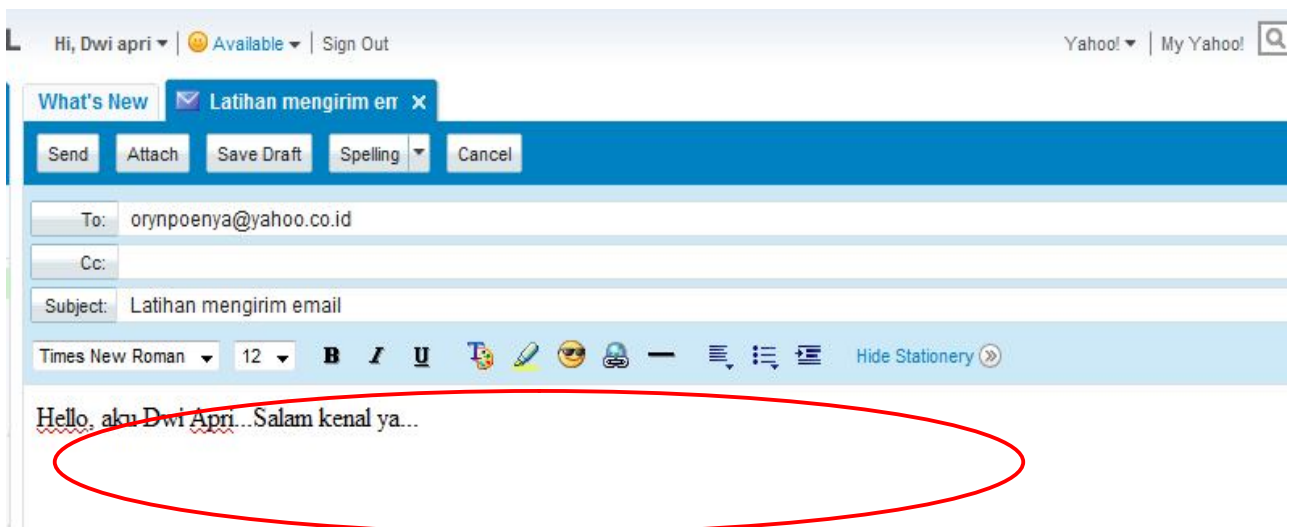 L Hi, Dwi apri | Available | Sign Out Yahoo! | My Yahoo!
What's New Latihan mengirim em
Send Attach Save Draft Spelling Cancel
To: orynpoenya@yahoo.co.id
Cc:
Subject: Latihan mengirim email
Times New Roman 12 B I U Hide Stationery
Hello, aku Dwi Apri...Salam kenal ya...